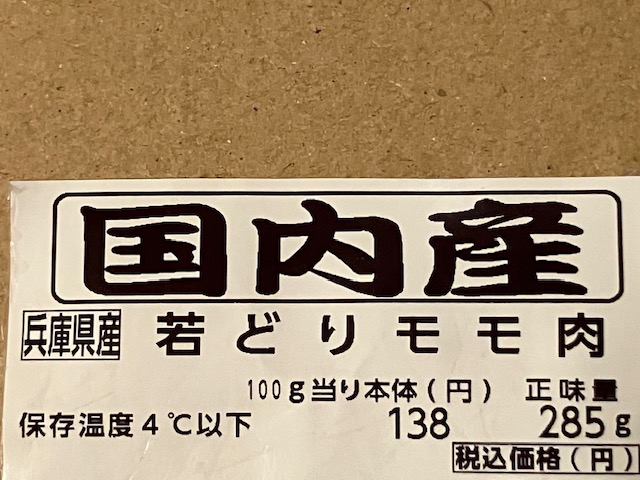 国内産
兵庫県産 若どりモモ肉
100g当り本体(円) 正味量
保存温度4℃以下 138 285g
税込価格(円)